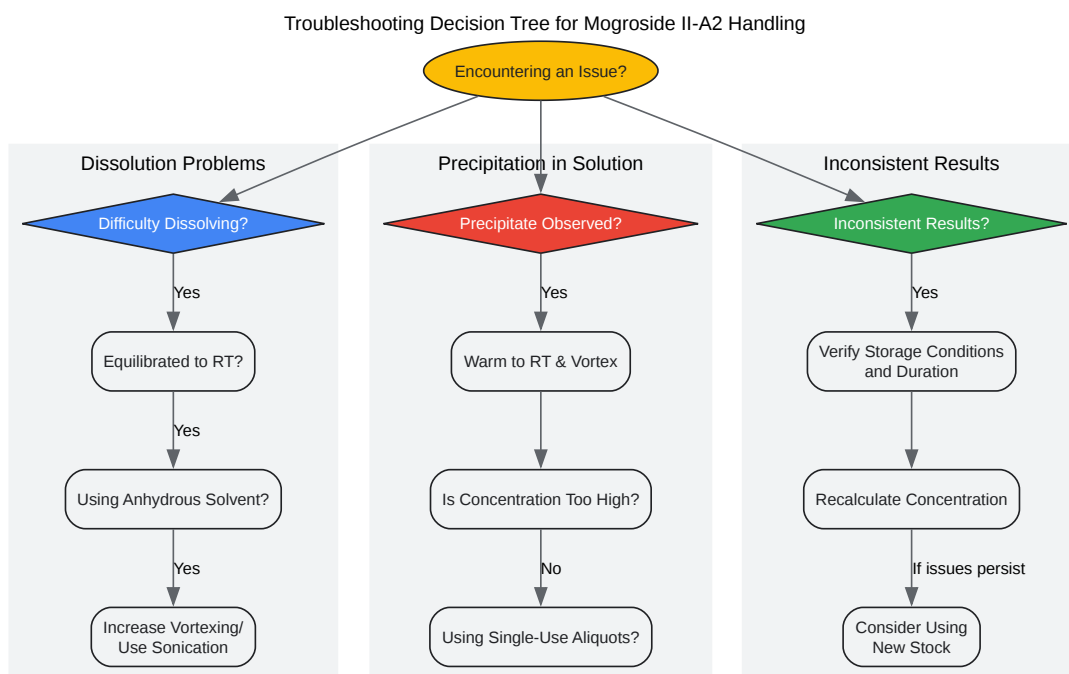 Troubleshooting Decision Tree for Mogroside II-A2 Handling
Encountering an Issue?
Dissolution Problems
Difficulty Dissolving?
Yes
Equilibrated to RT?
Yes
Using Anhydrous Solvent?
Yes
Increase Vortexing/
Use Sonication
Precipitation in Solution
Precipitate Observed?
Yes
Warm to RT & Vortex
Is Concentration Too High?
No
Using Single-Use Aliquots?
Inconsistent Results
Inconsistent Results?
Yes
Verify Storage Conditions
and Duration
Recalculate Concentration
If issues persist
Consider Using
New Stock